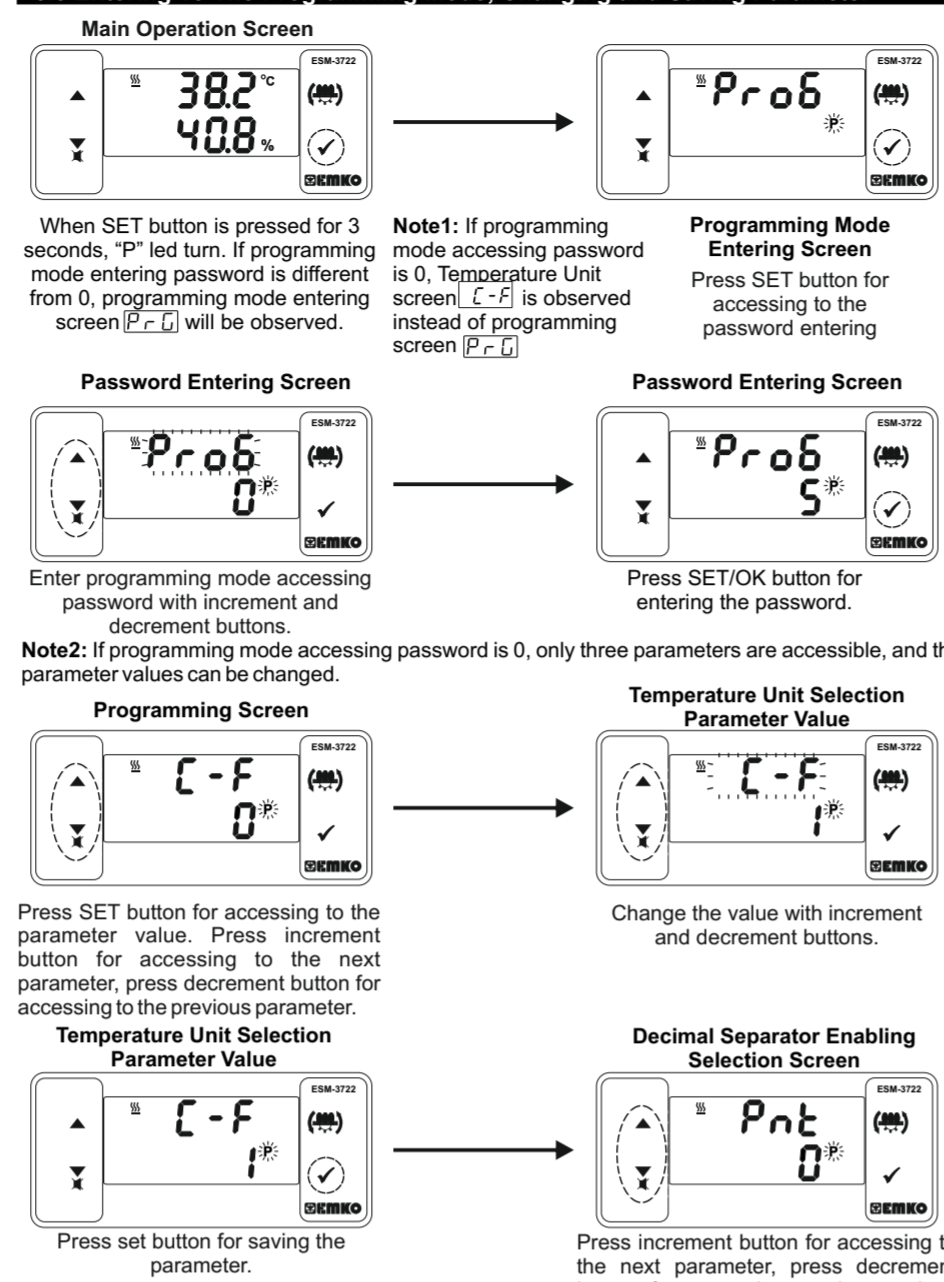 Main Operation Screen
ESM-3722
38.2 °C
40.8 %
EMKO
ESM-3722
Prog
P
EMKO
When SET button is pressed for 3
seconds, “P” led turn. If programming
mode entering password is different
from 0, programming mode entering
screen PrG will be observed.
Note1: If programming
mode accessing password
is 0, Temperature Unit
screen C-F is observed
instead of programming
screen PrG
Programming Mode
Entering Screen
Press SET button for
accessing to the
password entering
Password Entering Screen
ESM-3722
Prog
0 P
EMKO
Password Entering Screen
ESM-3722
Prog
5 P
EMKO
Enter programming mode accessing
password with increment and
decrement buttons.
Press SET/OK button for
entering the password.
Note2: If programming mode accessing password is 0, only three parameters are accessible, and
parameter values can be changed.
Programming Screen
ESM-3722
C-F
0 P
EMKO
Temperature Unit Selection
Parameter Value
ESM-3722
C-F
1 P
EMKO
Press SET button for accessing to the
parameter value. Press increment
button for accessing to the next
parameter, press decrement button for
accessing to the previous parameter.
Change the value with increment
and decrement buttons.
Temperature Unit Selection
Parameter Value
ESM-3722
C-F
1 P
EMKO
Decimal Separator Enabling
Selection Screen
ESM-3722
Pnt
0 P
EMKO
Press set button for saving the
parameter.
Press increment button for accessing
the next parameter, press